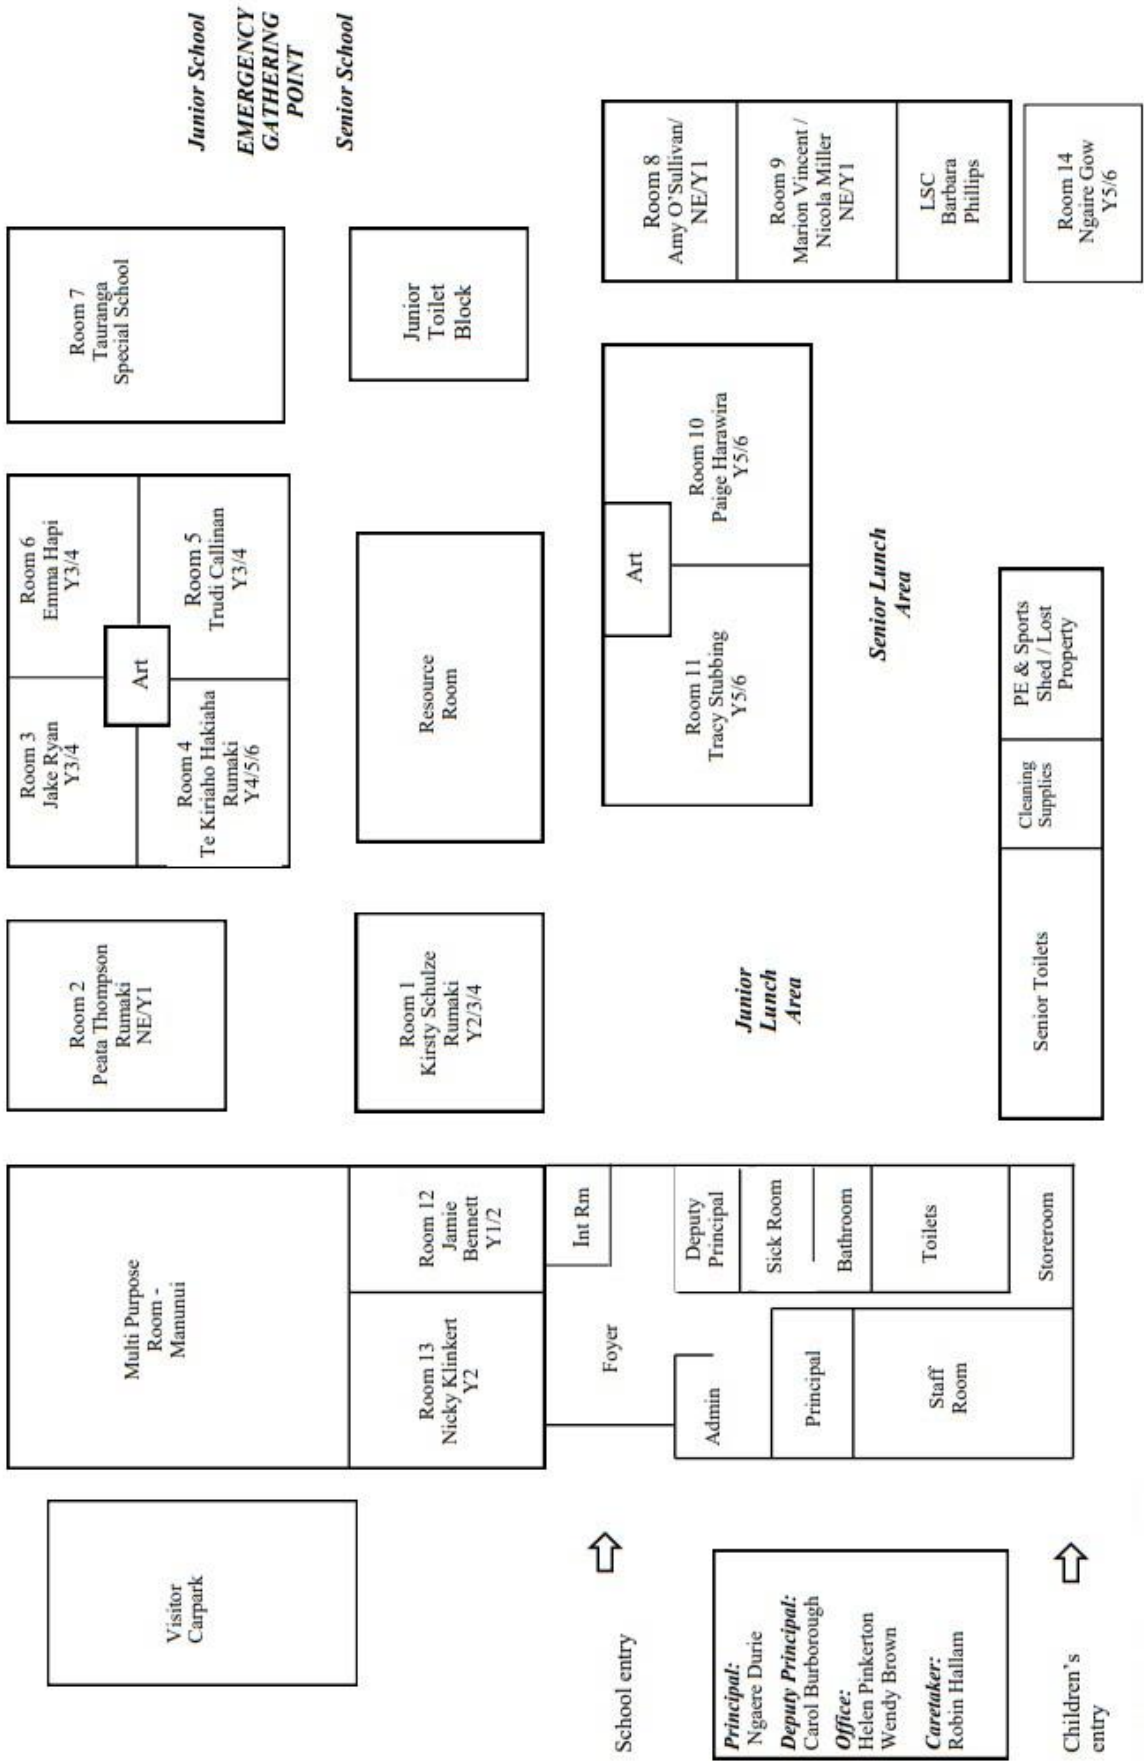 Visitor
Carpark
Multi Purpose
Room -
Manunui
Room 2
Peata Thompson
Rumaki
NE/Y1
Room 3
Jake Ryan
Y3/4
Room 6
Emma Hapi
Y3/4
Art
Room 4
Te Kiriaho Hakiaha
Rumaki
Y4/5/6
Room 5
Trudi Callinan
Y3/4
Room 7
Tauranga
Special School
Junior School
EMERGENCY
GATHERING
POINT
Senior School
Room 13
Nicky Klinkert
Y2
Room 12
Jamie
Bennett
Y1/2
Room 1
Kirsty Schulze
Rumaki
Y2/3/4
Resource
Room
Junior
Toilet
Block
School entry
Foyer
Int Rm
Art
Room 11
Tracy Stubbing
Y5/6
Room 10
Paige Harawira
Y5/6
Room 8
Amy O'Sullivan/
NE/Y1
Room 9
Marion Vincent /
Nicola Miller
NE/Y1
LSC
Barbara
Phillips
Room 14
Ngaire Gow
Y5/6
Principal:
Ngaere Durie
Deputy Principal:
Carol Burborough
Office:
Helen Pinkerton
Wendy Brown
Caretaker:
Robin Hallam
Admin
Principal
Staff
Room
Deputy
Principal
Sick Room
Bathroom
Toilets
Storeroom
Junior
Lunch
Area
Senior Lunch
Area
Senior Toilets
Cleaning
Supplies
PE & Sports
Shed / Lost
Property
Children's
entry